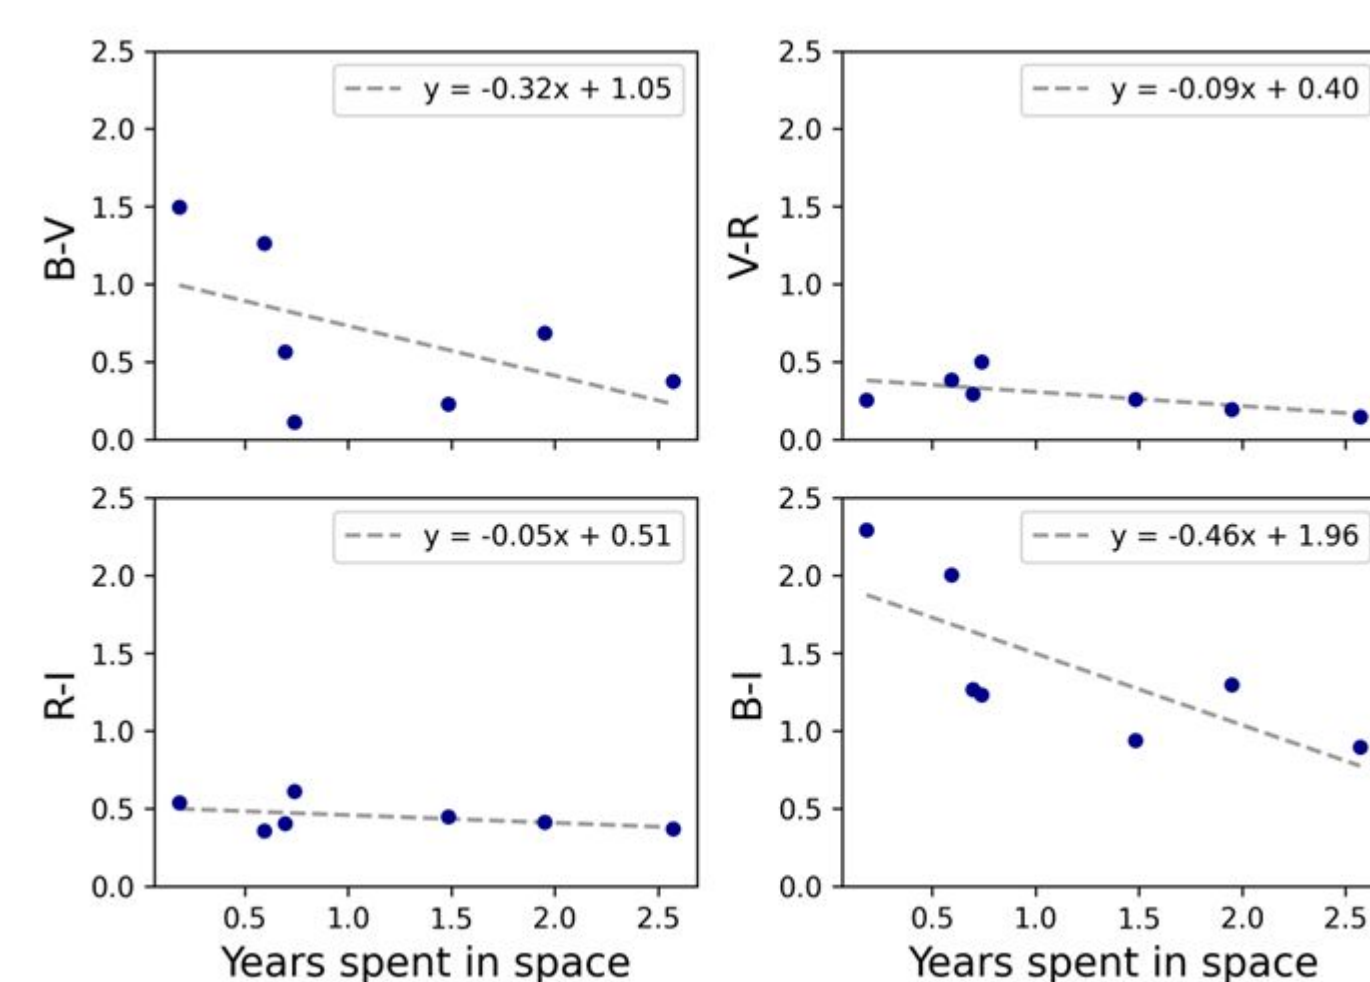 2.5
y = -0.32x + 1.05
2.0
1.5
B-V
1.0
0.5
0.0
2.5
y = -0.09x + 0.40
2.0
1.5
V-R
1.0
0.5
0.0
2.5
y = -0.05x + 0.51
2.0
1.5
R-I
1.0
0.5
0.0
0.5 1.0 1.5 2.0 2.5
Years spent in space
2.5
y = -0.46x + 1.96
2.0
1.5
B-I
1.0
0.5
0.0
0.5 1.0 1.5 2.0 2.5
Years spent in space